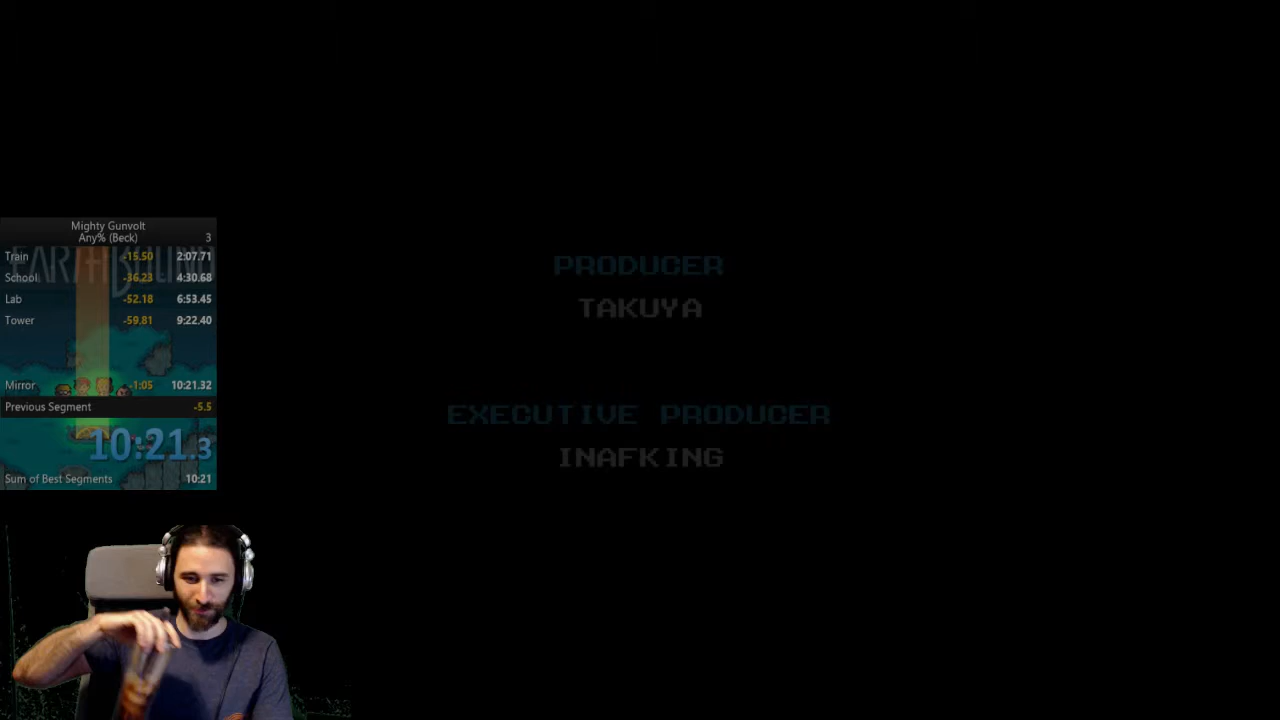 Mighty Gunvolt
Any% (Beck) 3
EARTHBOUND
Train -15.50 2:07.71
School -36.23 4:30.68
Lab -52.18 6:53.45
Tower -59.81 9:22.40
Mirror -1:05 10:21.32
Previous Segment -5.5
10:21.3
Sum of Best Segments 10:21
PRODUCER
TAKUYA
EXECUTIVE PRODUCER
INAFKING